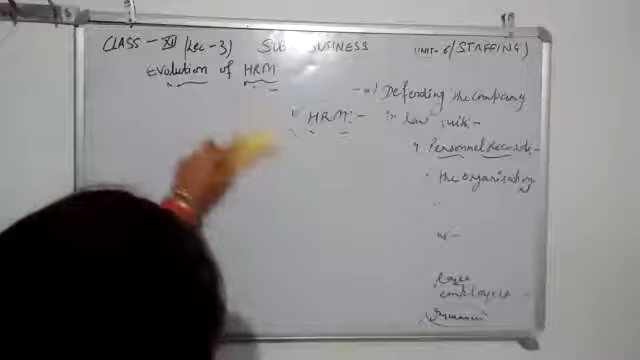 CLASS - XII (Lec-3) SUB BUSINESS UNIT- 6 (STAFFING)
Evolution of HRM
Defending the Company
HRM :- in law suits -
Personnel Records -
the organisation
employees